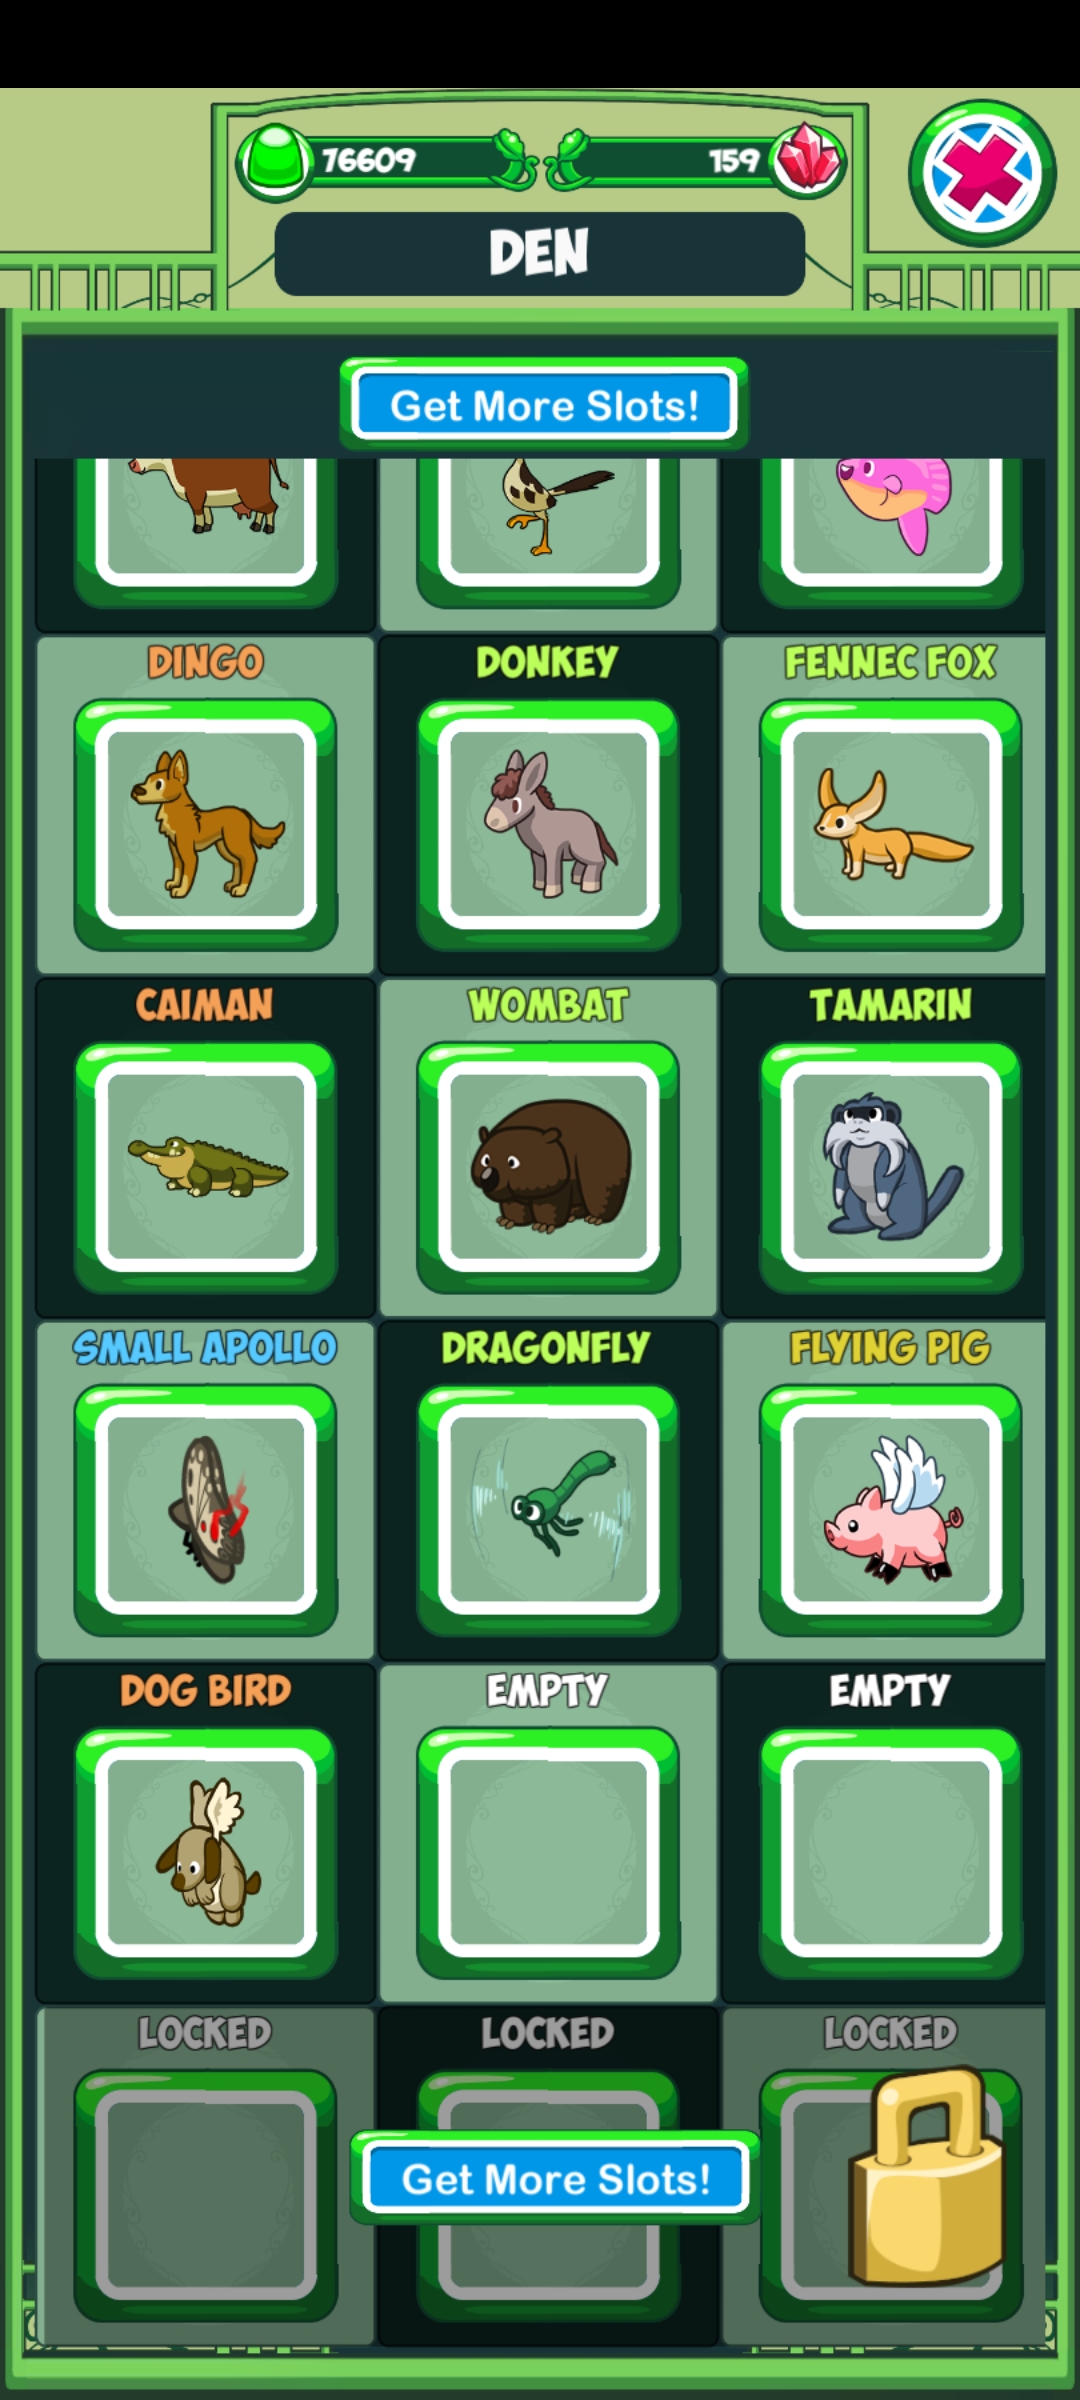 76609
159
DEN
Get More Slots!
DINGO
DONKEY
FENNEC FOX
CAIMAN
WOMBAT
TAMARIN
SMALL APOLLO
DRAGONFLY
FLYING PIG
DOG BIRD
EMPTY
EMPTY
LOCKED
LOCKED
LOCKED
Get More Slots!